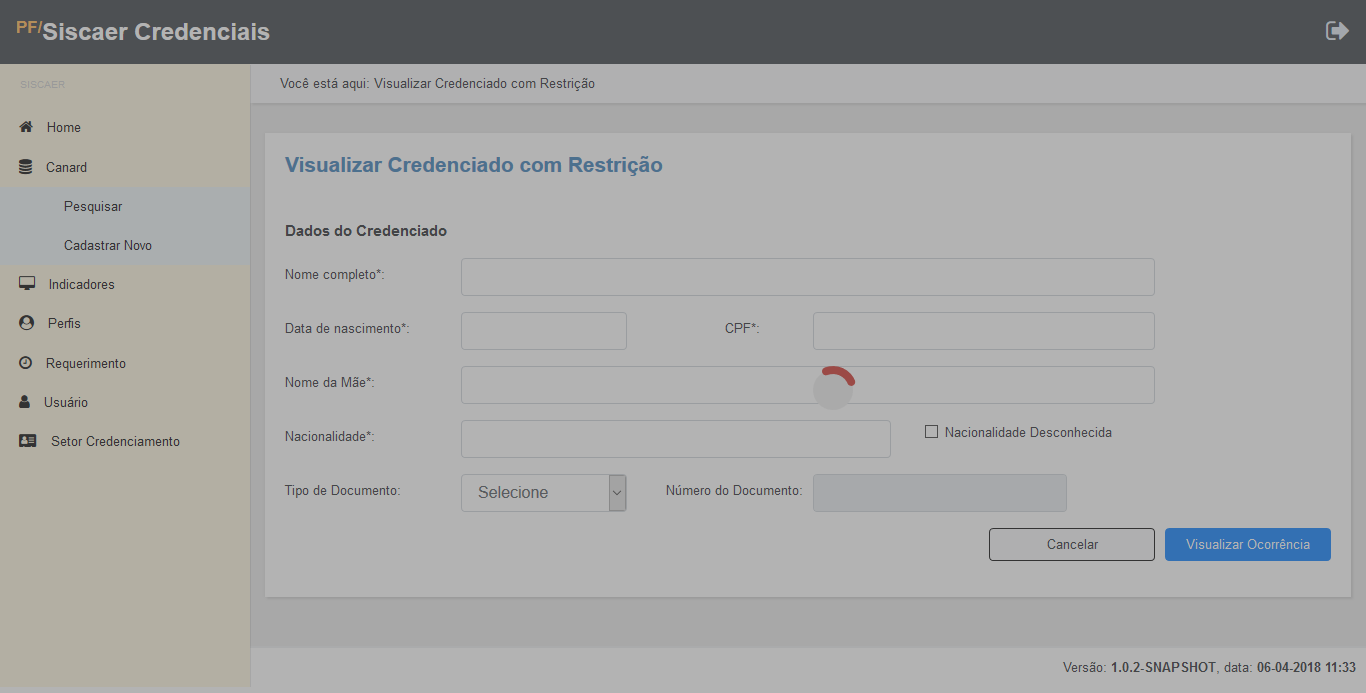 PF/Siscaer Credenciais
SISCAER
Você está aqui: Visualizar Credenciado com Restrição
Home
Canard
Pesquisar
Cadastrar Novo
Indicadores
Perfis
Requerimento
Usuário
Setor Credenciamento
Visualizar Credenciado com Restrição
Dados do Credenciado
Nome completo*:
Data de nascimento*: CPF*:
Nome da Mãe*:
Nacionalidade*: Nacionalidade Desconhecida
Tipo de Documento: Selecione Número do Documento:
Cancelar Visualizar Ocorrência
Versão: 1.0.2-SNAPSHOT, data: 06-04-2018 11:33